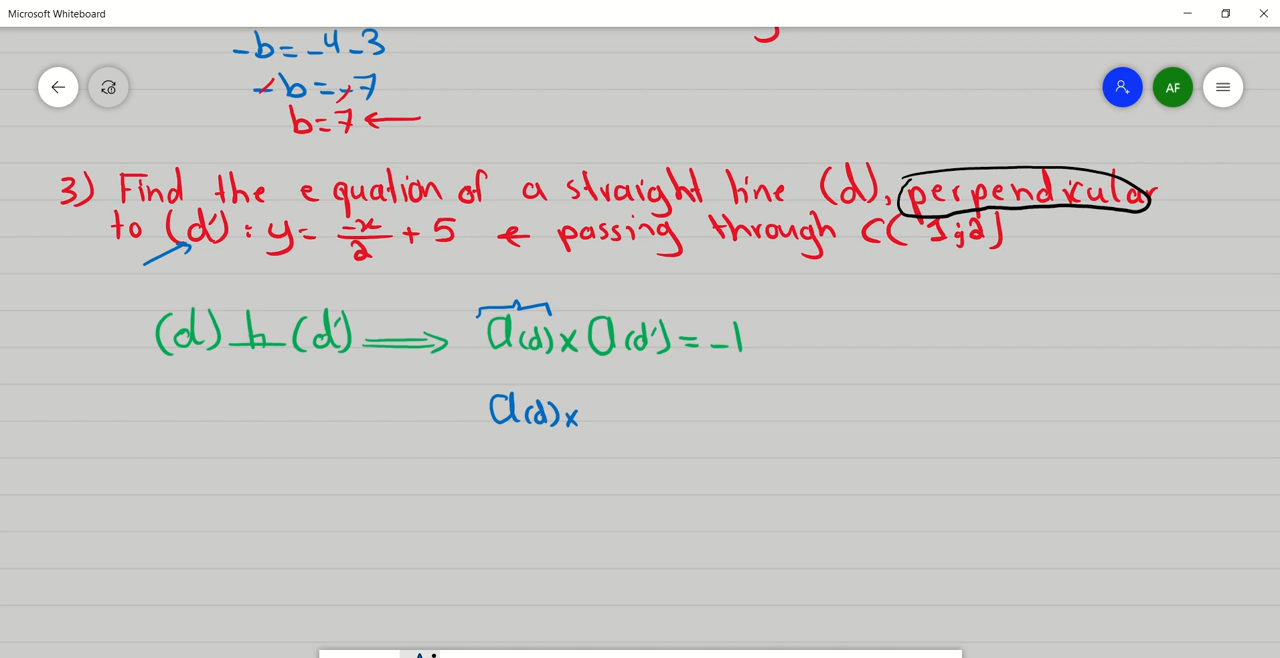 Microsoft Whiteboard
-b = -4 -3
-b = -7
b = 7 ←
AF
3) Find the equation of a straight line (d), perpendicular
to (d') : y = -x/2 + 5 & passing through C(1;2)
(d) ⊥ (d') ⟹ a(d) x a(d') = -1
a(d) x